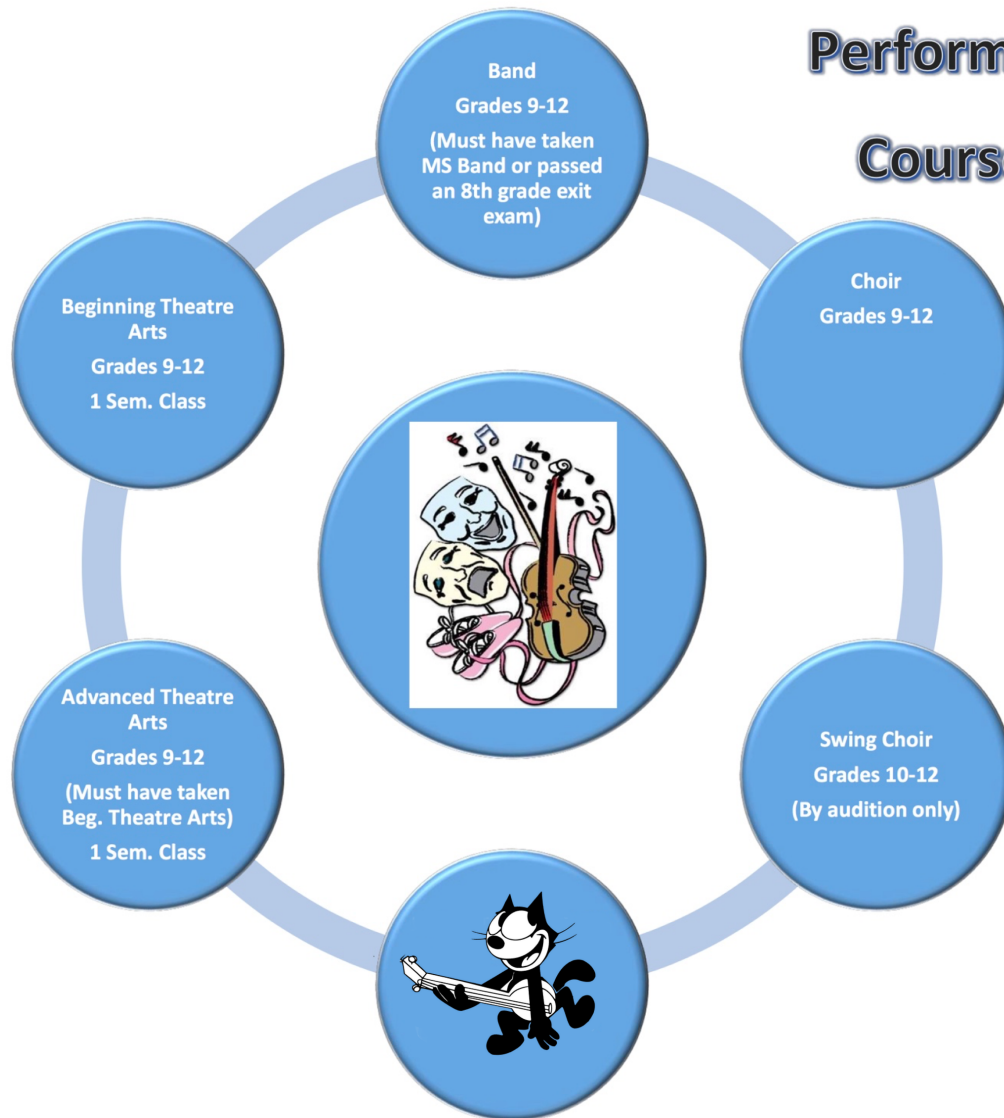 Perform
Cours
Band
Grades 9-12
(Must have taken
MS Band or passed
an 8th grade exit
exam)
Choir
Grades 9-12
Swing Choir
Grades 10-12
(By audition only)
Advanced Theatre
Arts
Grades 9-12
(Must have taken
Beg. Theatre Arts)
1 Sem. Class
Beginning Theatre
Arts
Grades 9-12
1 Sem. Class